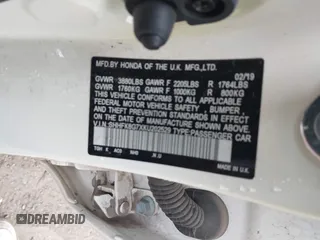 MFD.BY HONDA OF THE U.K. MFG.,LTD. 02/19
GVWR 3880LBS GAWR F 2205LBS R 1764LBS
GVWR 1760KG GAWR F 1000KG R 800KG
THIS VEHICLE CONFORMS TO ALL APPLICABLE
FEDERAL MOTOR VEHICLE SAFETY, BUMPER, AND
THEFT PREVENTION STANDARDS IN EFFECT ON THE
DATE OF MANUFACTURE SHOWN ABOVE.
V.I.N.: TYPE:PASSENGER CAR
MADE IN U.K.
DREAMBID